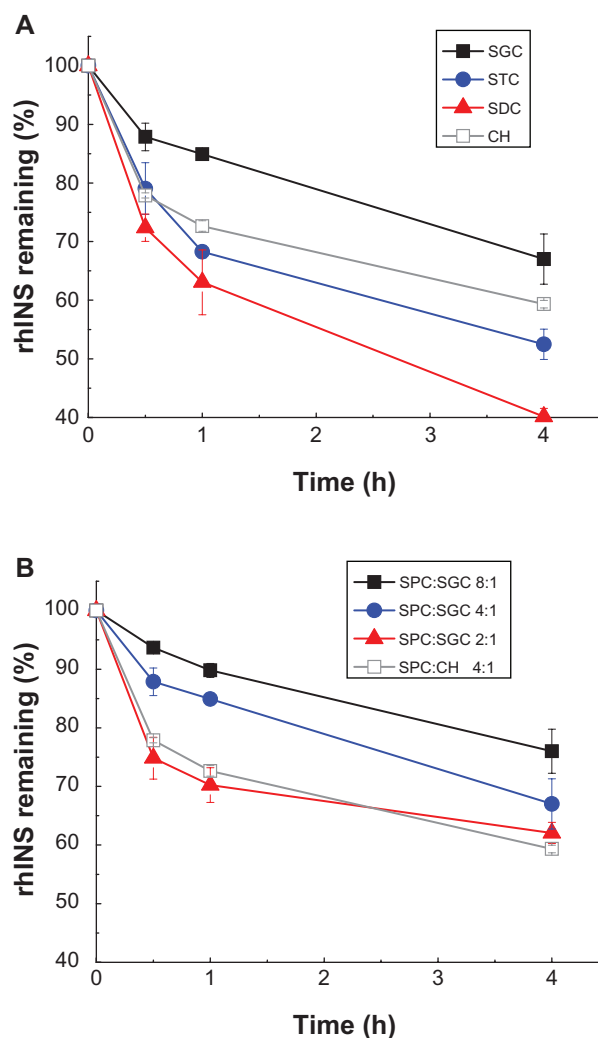 A
100
90
80
70
60
50
40
rhINS remaining (%)
SGC
STC
SDC
CH
0
1
2
3
4
Time (h)
B
100
90
80
70
60
50
40
rhINS remaining (%)
SPC:SGC 8:1
SPC:SGC 4:1
SPC:SGC 2:1
SPC:CH 4:1
0
1
2
3
4
Time (h)